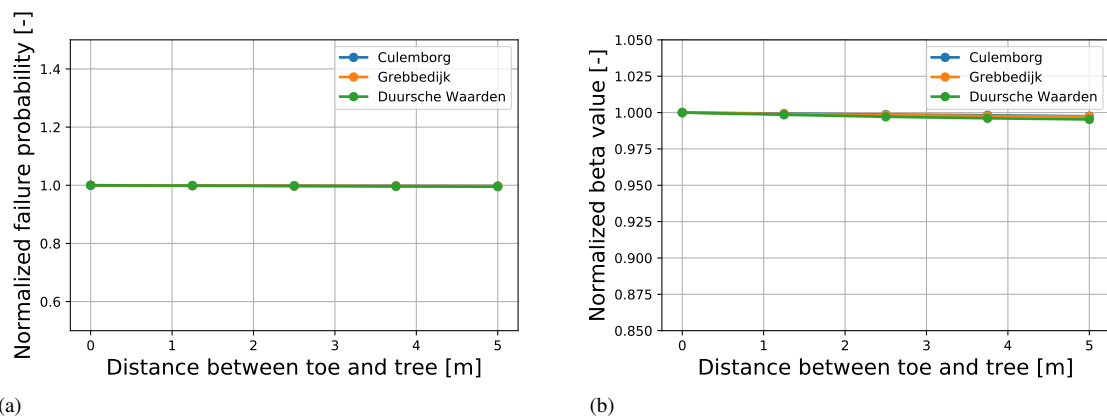 Normalized failure probability [-]
1.4
1.2
1.0
0.8
0.6
0
1
2
3
4
5
Distance between toe and tree [m]
Culemborg
Grebbedijk
Duursche Waarden
(a)
Normalized beta value [-]
1.050
1.025
1.000
0.975
0.950
0.925
0.900
0.875
0.850
0
1
2
3
4
5
Distance between toe and tree [m]
Culemborg
Grebbedijk
Duursche Waarden
(b)